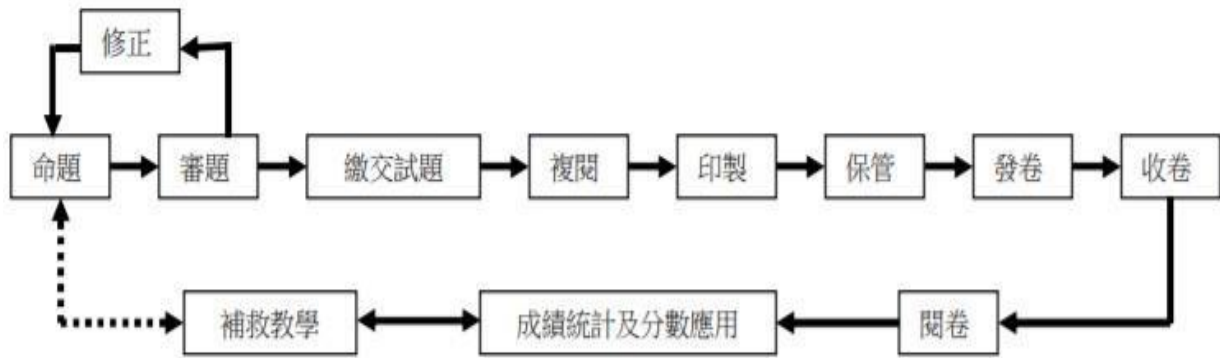 修正
命題
審題
繳交試題
複閱
印製
保管
發卷
收卷
補救教學
成績統計及分數應用
閱卷